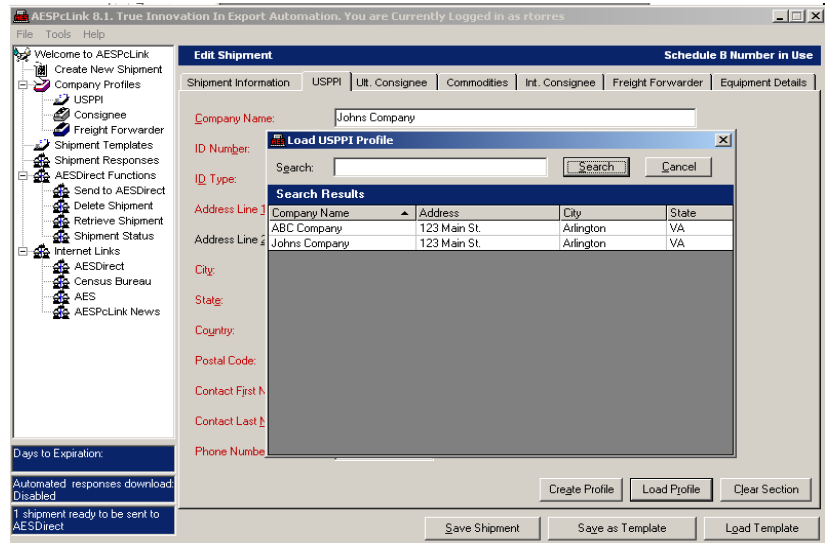 AESPcLink 8.1. True Innovation In Export Automation. You are Currently Logged in as rtorres
File Tools Help
Welcome to AESPcLink
Create New Shipment
Company Profiles
USPPI
Consignee
Freight Forwarder
Shipment Templates
Shipment Responses
AESDirect Functions
Send to AESDirect
Delete Shipment
Retrieve Shipment
Shipment Status
Internet Links
AESDirect
Census Bureau
AES
AESPcLink News
Days to Expiration:
Automated responses download:
Disabled
1 shipment ready to be sent to
AESDirect
Edit Shipment Schedule B Number in Use
Shipment Information USPPI Ult. Consignee Commodities Int. Consignee Freight Forwarder Equipment Details
Company Name: Johns Company
ID Number:
ID Type:
Address Line 1
Address Line 2
City:
State:
Country:
Postal Code:
Contact First N
Contact Last N
Phone Numbe
Load USPPI Profile
Search: Search Cancel
Search Results
Company Name Address City State
ABC Company 123 Main St. Arlington VA
Johns Company 123 Main St. Arlington VA
Create Profile Load Profile Clear Section
Save Shipment Save as Template Load Template